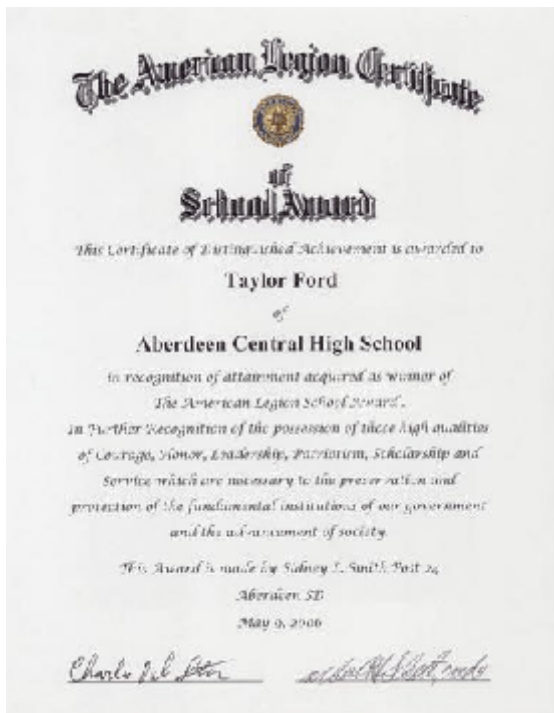 The American Legion Certificate
of
School Award
This Certificate of Distinguished Achievement is awarded to
Taylor Ford
of
Aberdeen Central High School
in recognition of attainment acquired as winner of
The American Legion School Award.
In Further Recognition of the possession of those high qualities
of Courage, Honor, Leadership, Patriotism, Scholarship and
Service which are necessary to the preservation and
protection of the fundamental institutions of our government
and the advancement of society.
This Award is made by Sidney L. Smith Post 24
Aberdeen SD
May 9, 2006
Charles